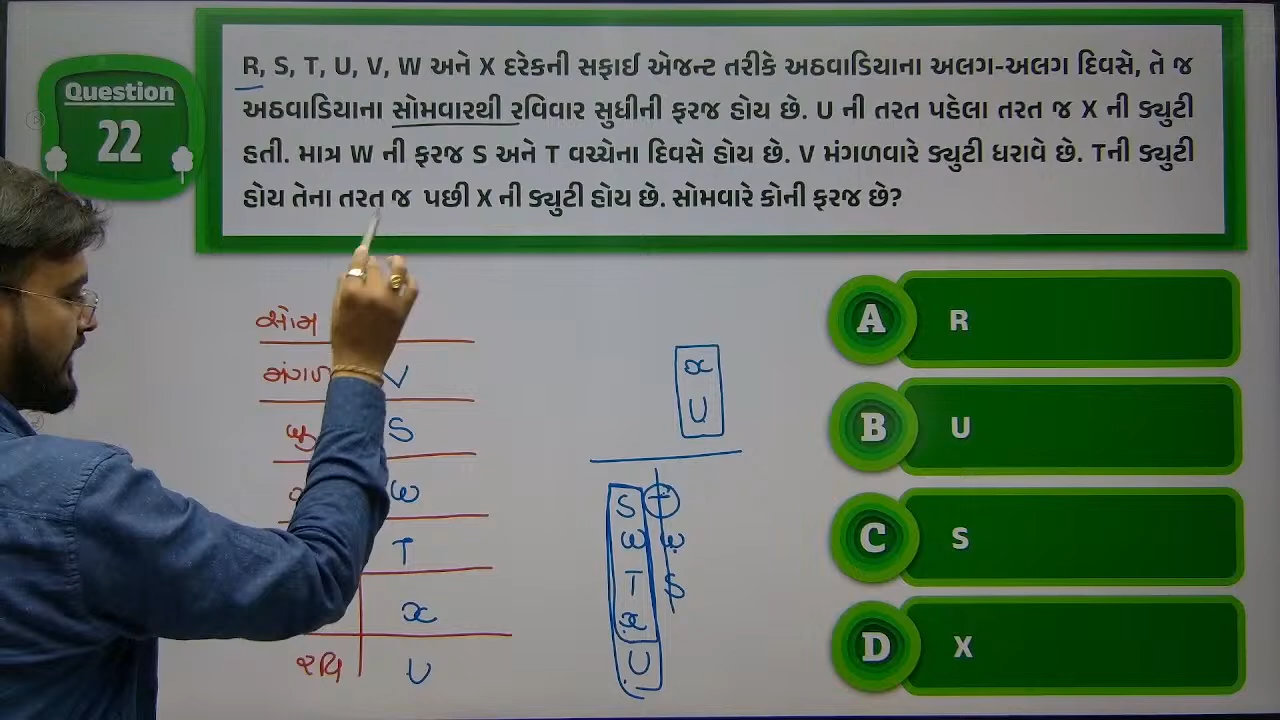 Question
22
R, S, T, U, V, W અને X દરેકની સફાઈ એજન્ટ તરીકે અઠવાડિયાના અલગ-અલગ દિવસે, તે જ
અઠવાડિયાના સોમવારથી રવિવાર સુધીની ફરજ હોય છે. U ની તરત પહેલા તરત જ X ની ક્યુટી
હતી. માત્ર W ની ફરજ S અને T વચ્ચેના દિવસે હોય છે. V મંગળવારે ક્યુટી ધરાવે છે. Tની ક્યુટી
હોય તેના તરત જ પછી X ની ક્યુટી હોય છે. સોમવારે કોની ફરજ છે?
A R
B U
C S
D X
સોમ
મંગળ V
બુ S
W
T
x
રવિ U
x
U
S T
W W
T S
x
U